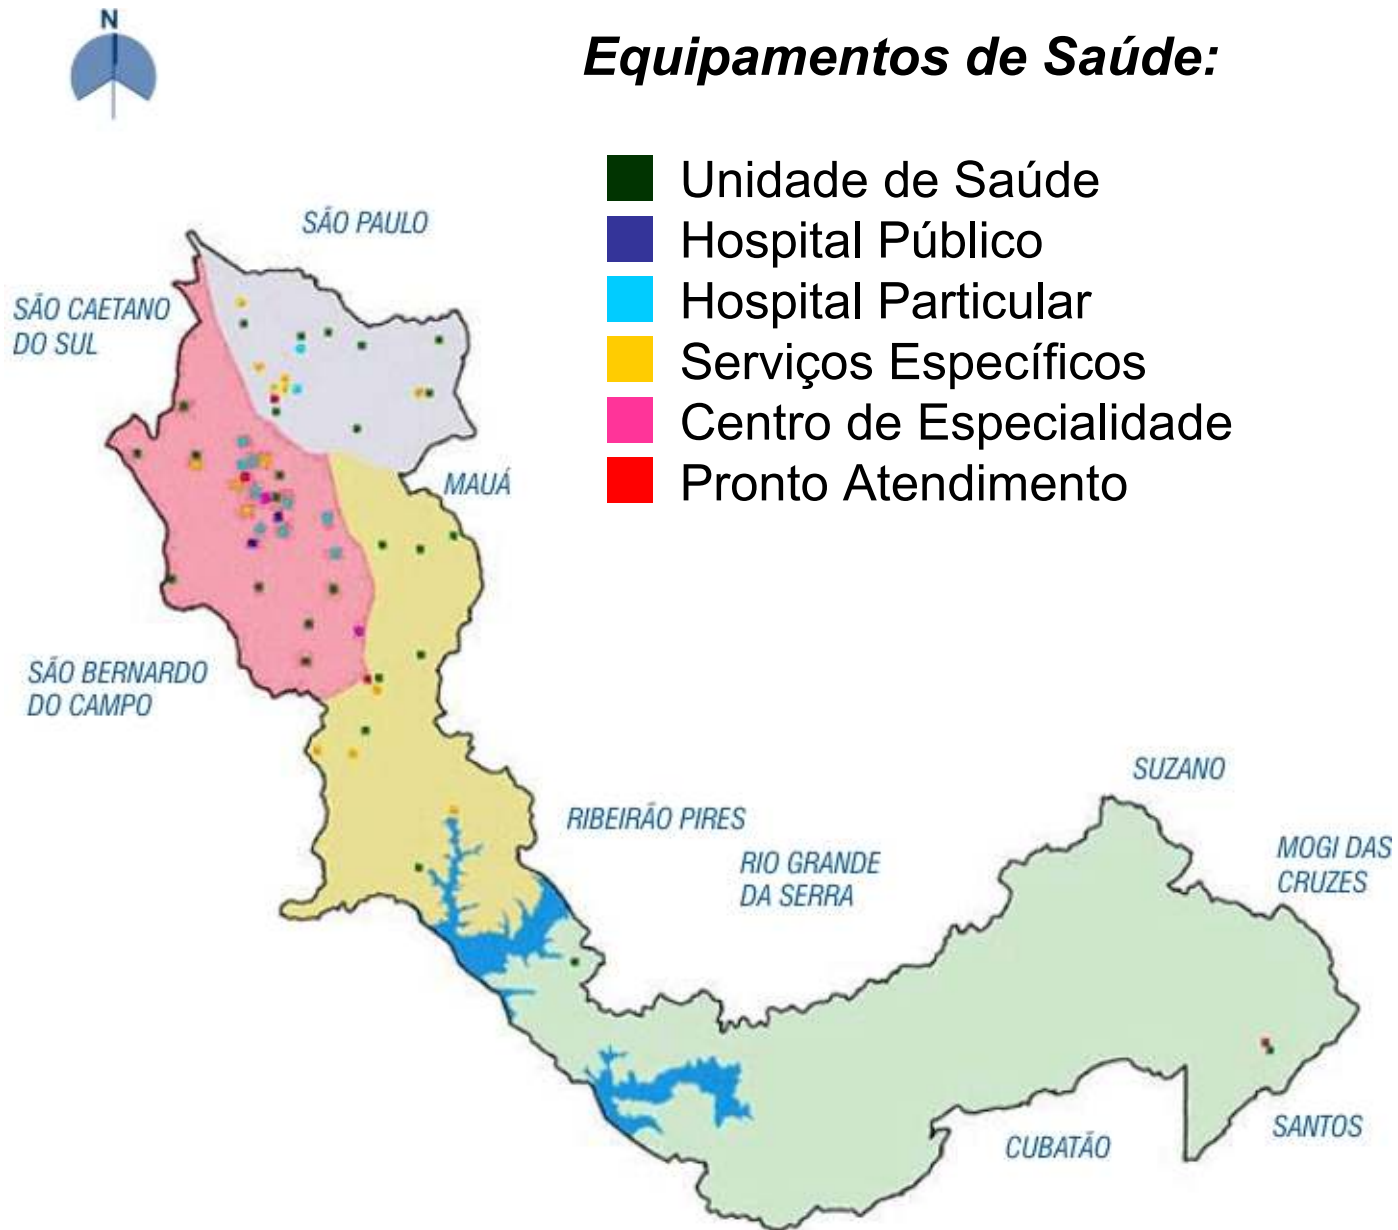 N
Equipamentos de Saúde:
Unidade de Saúde
Hospital Público
Hospital Particular
Serviços Específicos
Centro de Especialidade
Pronto Atendimento
SÃO PAULO
SÃO CAETANO
DO SUL
MAUÁ
SÃO BERNARDO
DO CAMPO
RIBEIRÃO PIRES
RIO GRANDE
DA SERRA
SUZANO
MOGI DAS
CRUZES
CUBATÃO
SANTOS